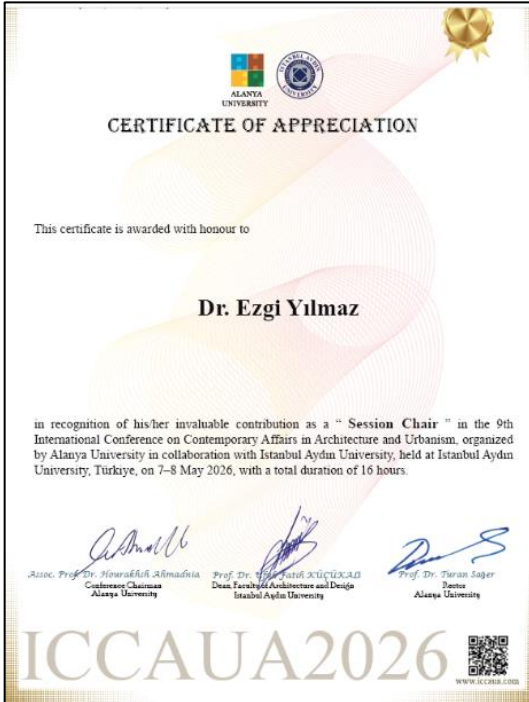 ALANYA
UNIVERSITY
ISTANBUL AYDIN
UNIVERSITY
CERTIFICATE OF APPRECIATION
This certificate is awarded with honour to
Dr. Ezgi Yılmaz
in recognition of his/her invaluable contribution as a “ Session Chair ” in the 9th
International Conference on Contemporary Affairs in Architecture and Urbanism, organized
by Alanya University in collaboration with Istanbul Aydın University, held at Istanbul Aydın
University, Türkiye, on 7–8 May 2026, with a total duration of 16 hours.
Assoc. Prof. Dr. Hourakhsh Ahmadnia
Conference Chairman
Alanya University
Prof. Dr. Fatih KÜÇÜKALİ
Dean, Faculty of Architecture and Design
Istanbul Aydın University
Prof. Dr. Turan Sağer
Rector
Alanya University
ICCAUA2026
www.iccaua.com